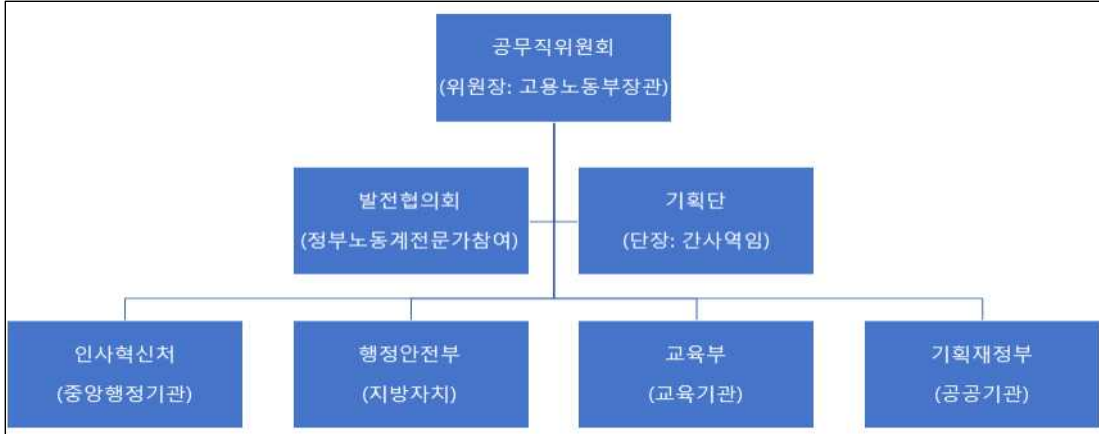 공무직위원회
(위원장: 고용노동부장관)
발전협의회
(정부노동계전문가참여)
기획단
(단장: 간사역임)
인사혁신처
(중앙행정기관)
행정안전부
(지방자치)
교육부
(교육기관)
기획재정부
(공공기관)